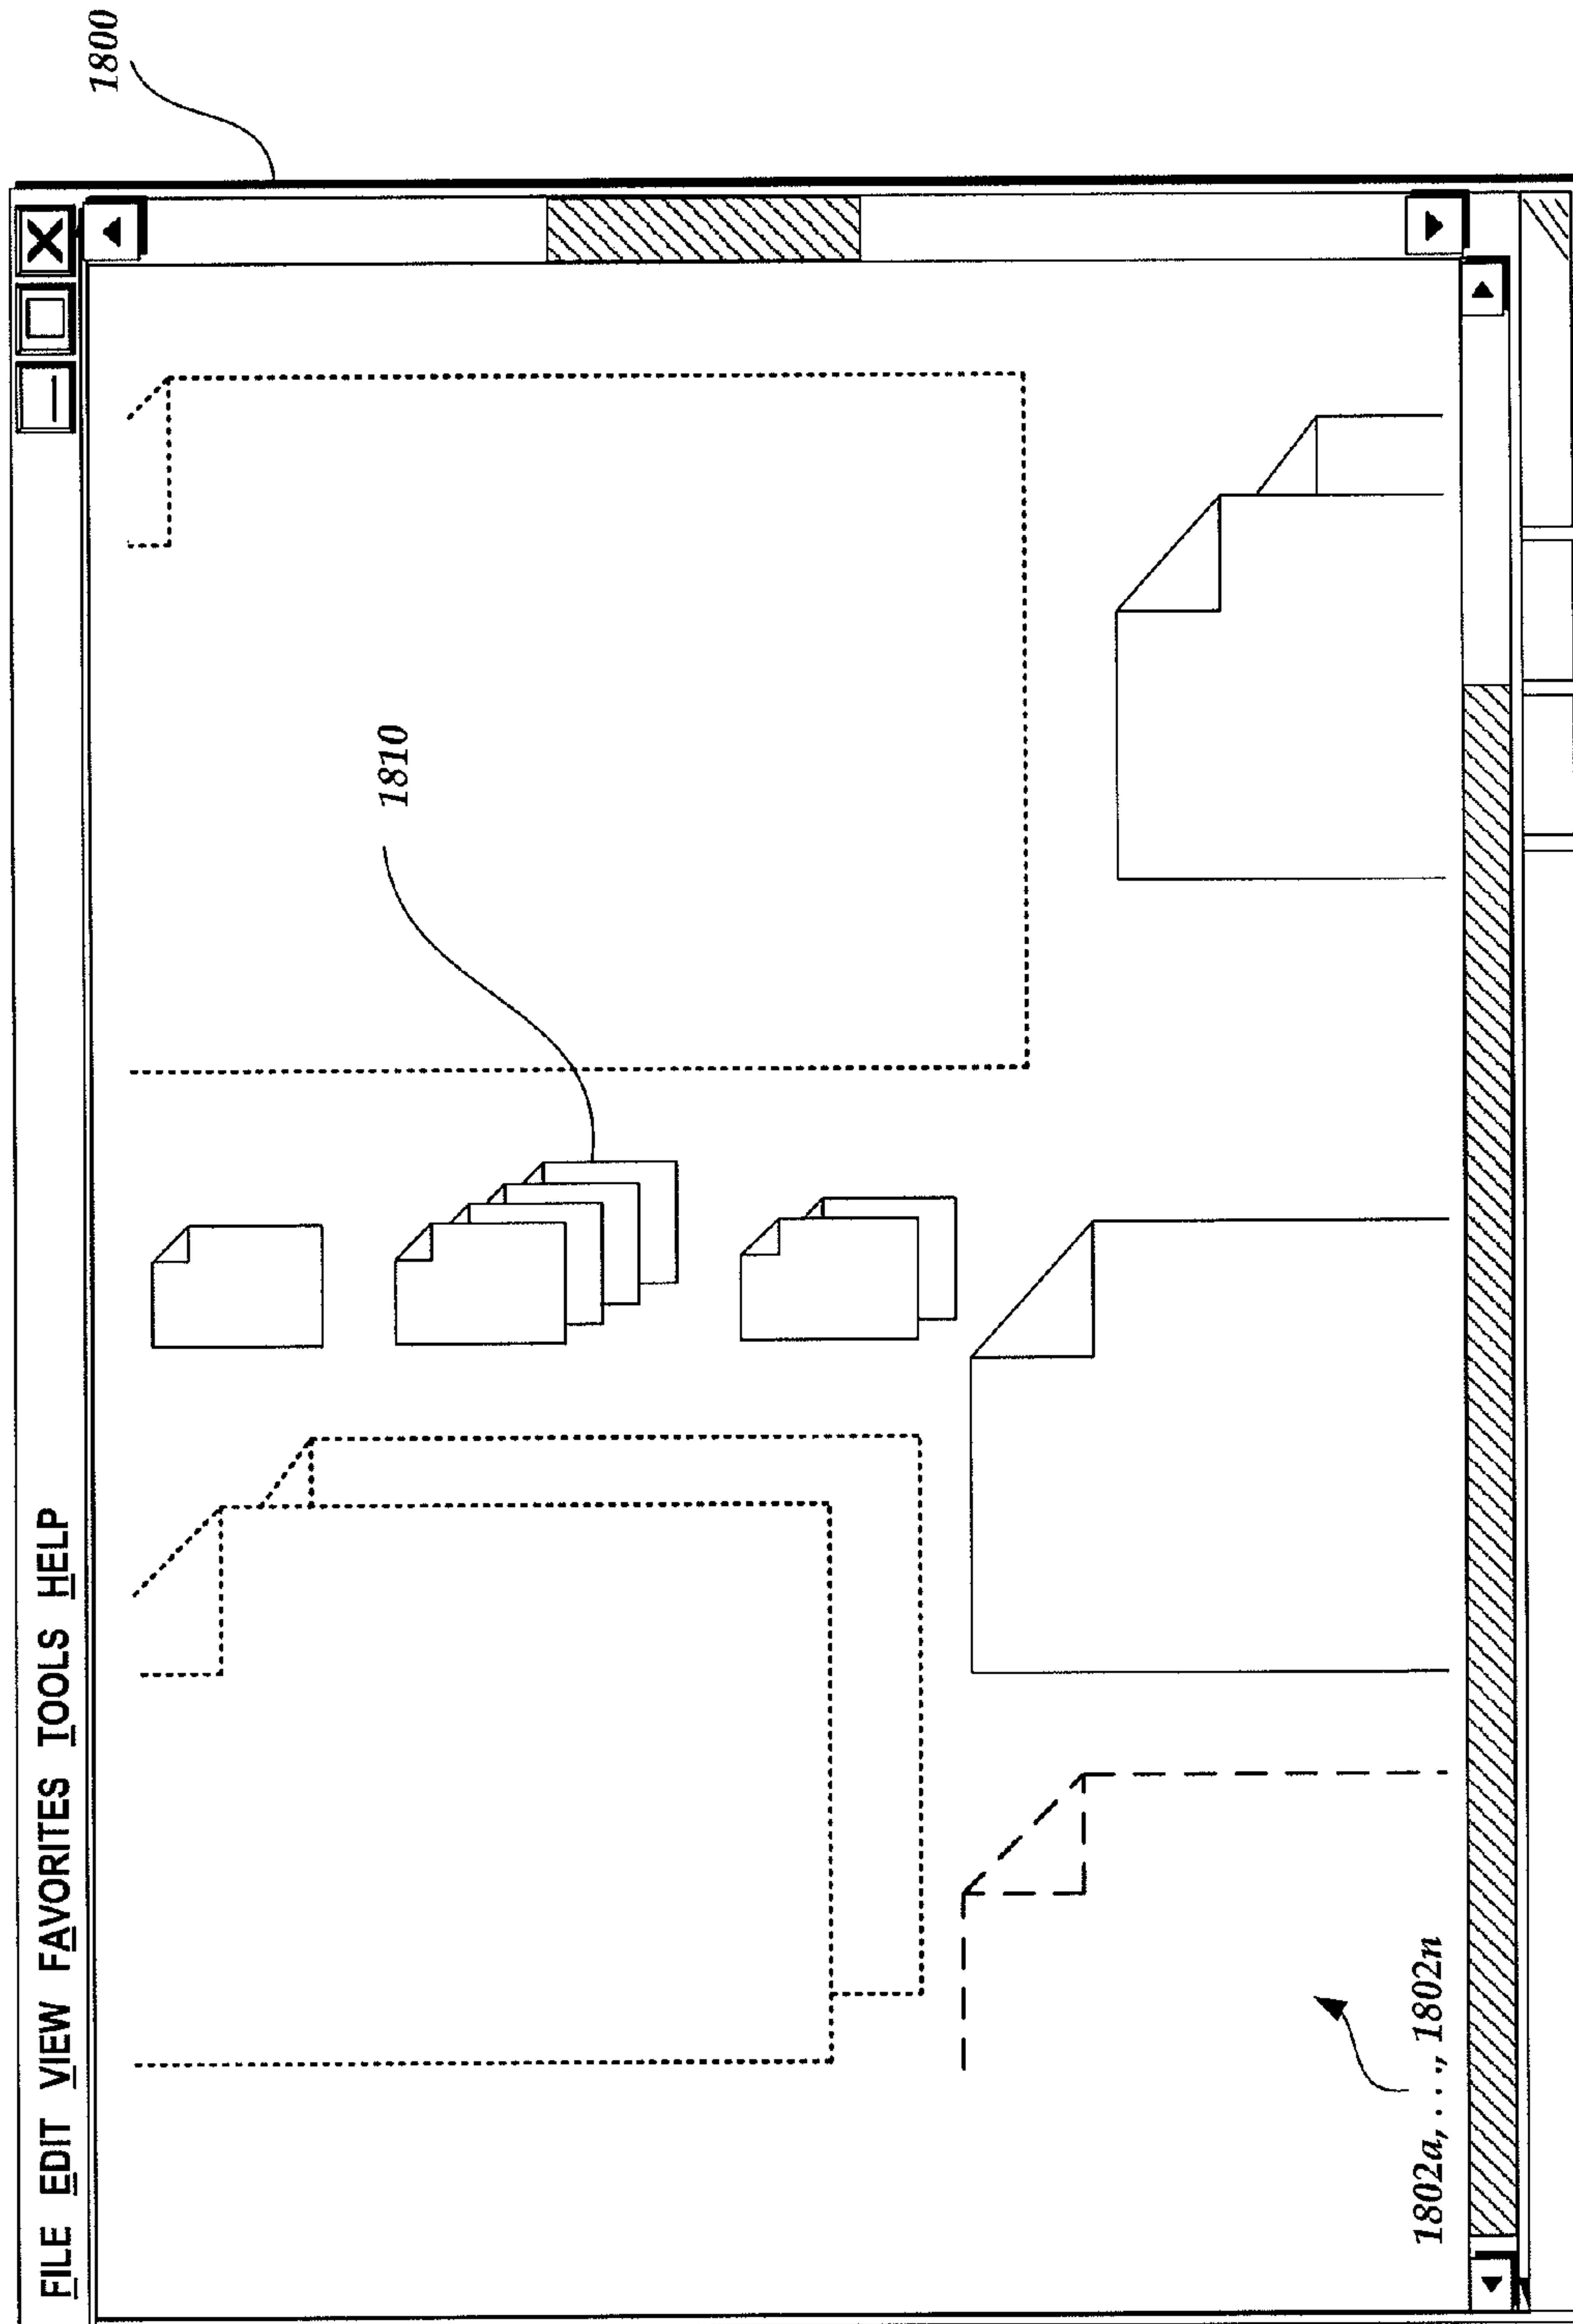 1800
FILE EDIT VIEW FAVORITES TOOLS HELP
1810
1802a, . . ., 1802n